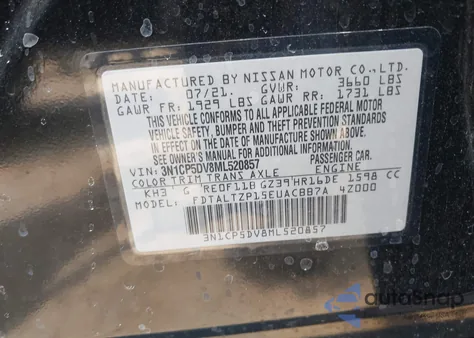 MANUFACTURED BY NISSAN MOTOR CO.,LTD.
DATE: 07/21. GVWR: 3660 LBS
GAWR FR: 1929 LBS GAWR RR: 1731 LBS
THIS VEHICLE CONFORMS TO ALL APPLICABLE FEDERAL MOTOR
VEHICLE SAFETY, BUMPER AND THEFT PREVENTION STANDARDS
IN EFFECT ON THE DATE OF MANUFACTURE SHOWN ABOVE.
SEE OWNER'S MANUAL FOR ADDITIONAL INFORMATION.
VIN: 3N1CP5DV8ML520857 PASSENGER CAR
COLOR TRIM TRANS AXLE ENGINE
KH3 G RE0F11B GZ39 HR16DE 1598 CC
MODEL FDTALTZP15EUACBB7A 4Z000
3N1CP5DV8ML520857
autoSnap